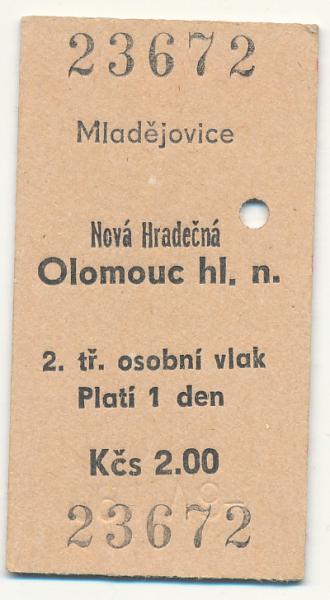 23672
Mladějovice
Nová Hradečná
Olomouc hl. n.
2. tř. osobní vlak
Platí 1 den
Kčs 2.00
23672